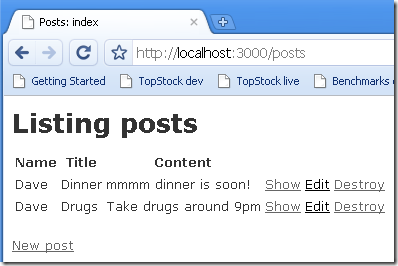 Posts: index
http://localhost:3000/posts
Getting Started TopStock dev TopStock live Benchmarks
Listing posts
Name Title Content
Dave Dinner mmmm dinner is soon! Show Edit Destroy
Dave Drugs Take drugs around 9pm Show Edit Destroy
New post